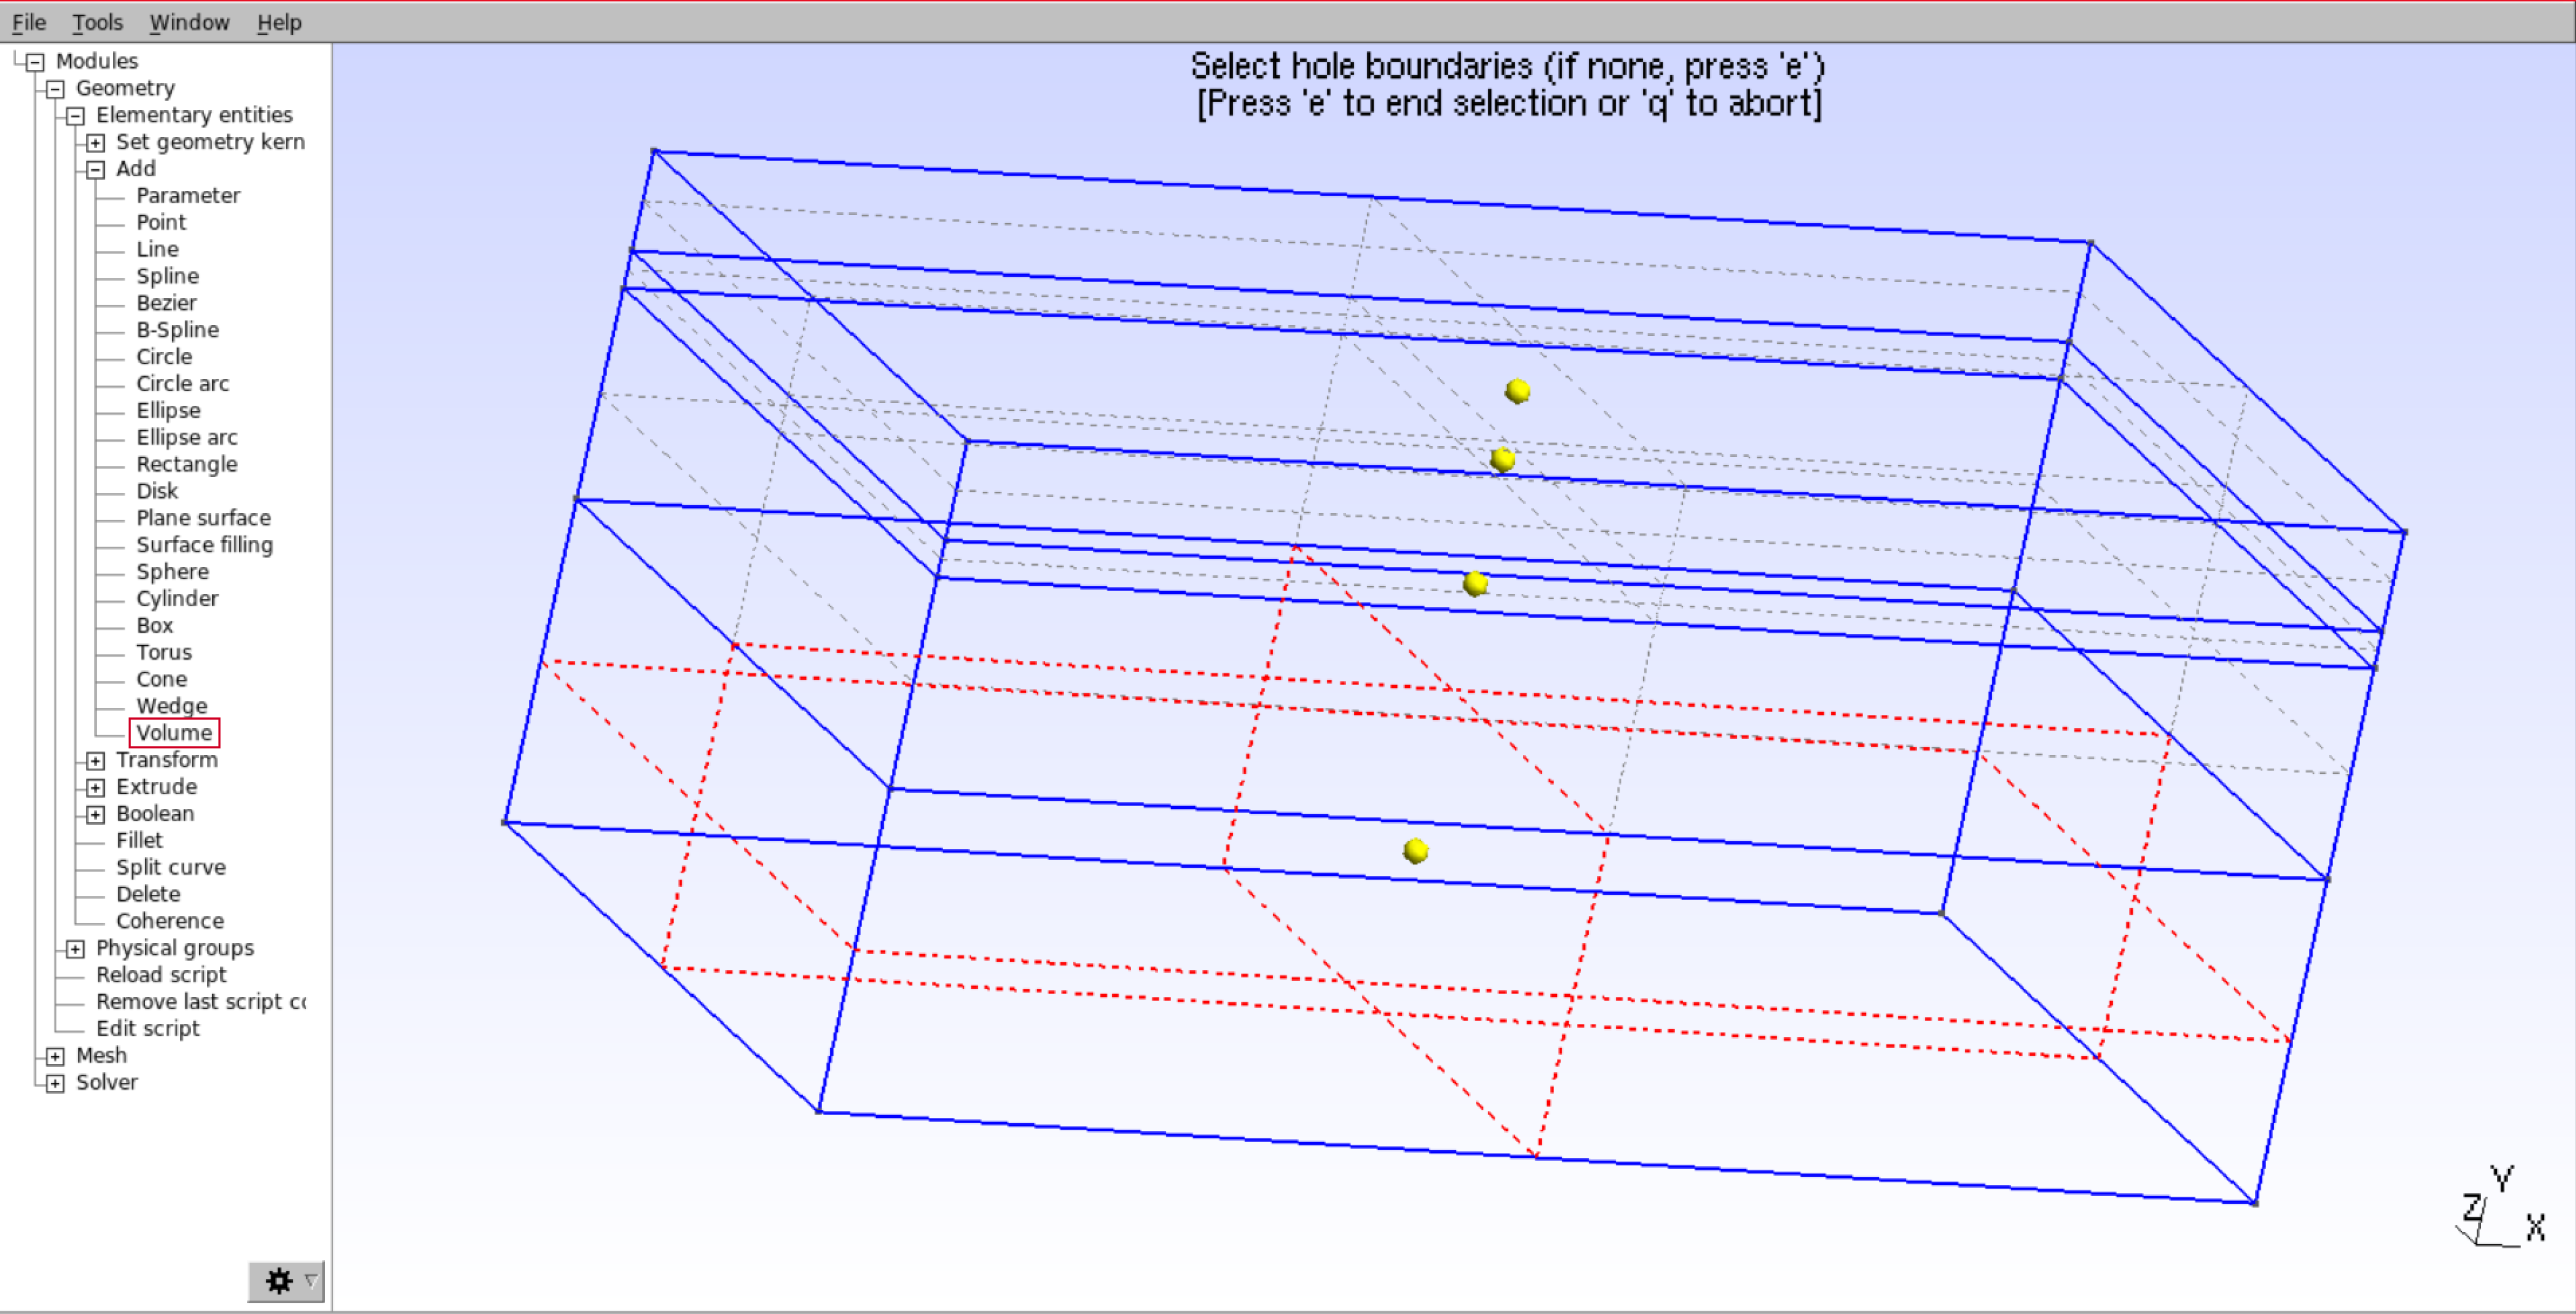 File Tools Window Help
Modules
Geometry
Elementary entities
Set geometry kern
Add
Parameter
Point
Line
Spline
Bezier
B-Spline
Circle
Circle arc
Ellipse
Ellipse arc
Rectangle
Disk
Plane surface
Surface filling
Sphere
Cylinder
Box
Torus
Cone
Wedge
Volume
Transform
Extrude
Boolean
Fillet
Split curve
Delete
Coherence
Physical groups
Reload script
Remove last script co
Edit script
Mesh
Solver
Select hole boundaries (if none, press 'e')
[Press 'e' to end selection or 'q' to abort]
Y
Z
X